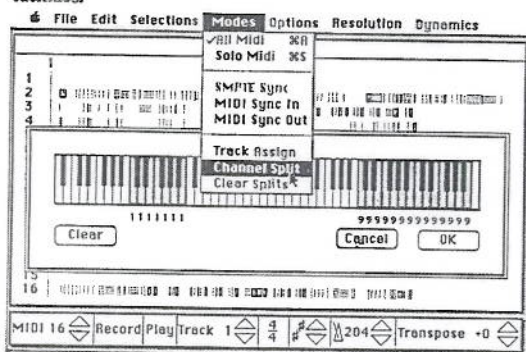 File Edit Selections Modes Options Resolution Dynamics
✓All Midi ⌘A
Solo Midi ⌘S
SMPTE Sync
MIDI Sync In
MIDI Sync Out
Track Assign
Channel Split
Clear Splits
1
2
3
4
1111111
99999999999999
Clear
Cancel
OK
15
16
MIDI 16 Record Play Track 1 4/4 204 Transpose +0